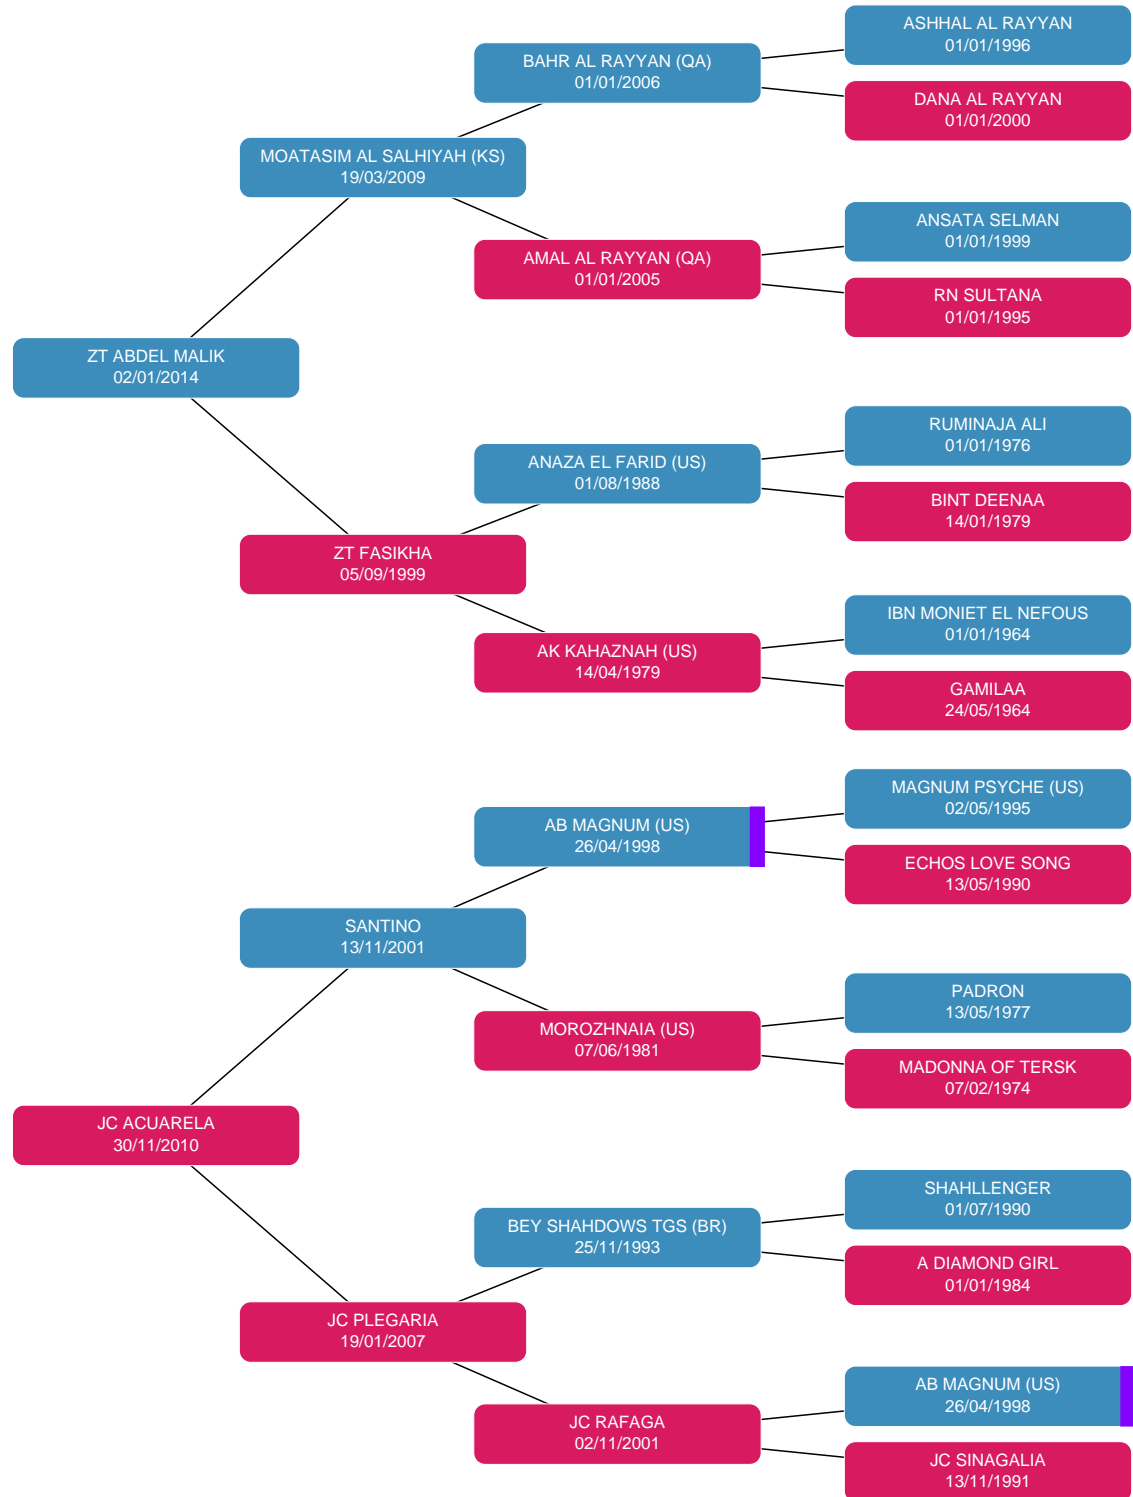 ASHHAL AL RAYYAN
01/01/1996
BAHR AL RAYYAN (QA)
01/01/2006
DANA AL RAYYAN
01/01/2000
MOATASIM AL SALHIYAH (KS)
19/03/2009
ANSATA SELMAN
01/01/1999
AMAL AL RAYYAN (QA)
01/01/2005
RN SULTANA
01/01/1995
ZT ABDEL MALIK
02/01/2014
RUMINAJA ALI
01/01/1976
ANAZA EL FARID (US)
01/08/1988
BINT DEENAA
14/01/1979
ZT FASIKHA
05/09/1999
IBN MONIET EL NEFOUS
01/01/1964
AK KAHAZNAH (US)
14/04/1979
GAMILAA
24/05/1964
MAGNUM PSYCHE (US)
02/05/1995
AB MAGNUM (US)
26/04/1998
ECHOS LOVE SONG
13/05/1990
SANTINO
13/11/2001
PADRON
13/05/1977
MOROZHNAIA (US)
07/06/1981
MADONNA OF TERSK
07/02/1974
JC ACUARELA
30/11/2010
SHAHLLENGER
01/07/1990
BEY SHAHDOWS TGS (BR)
25/11/1993
A DIAMOND GIRL
01/01/1984
JC PLEGARIA
19/01/2007
AB MAGNUM (US)
26/04/1998
JC RAFAGA
02/11/2001
JC SINAGALIA
13/11/1991